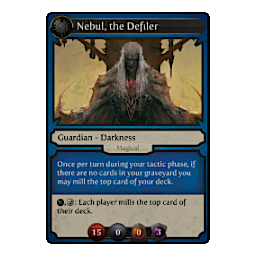 Nebul, the Defiler
Guardian - Darkness
Magical
Once per turn during your tactic phase, if
there are no cards in your graveyard you
may mill the top card of your deck.
: Each player mills the top card of
their deck.
15 0 0 3